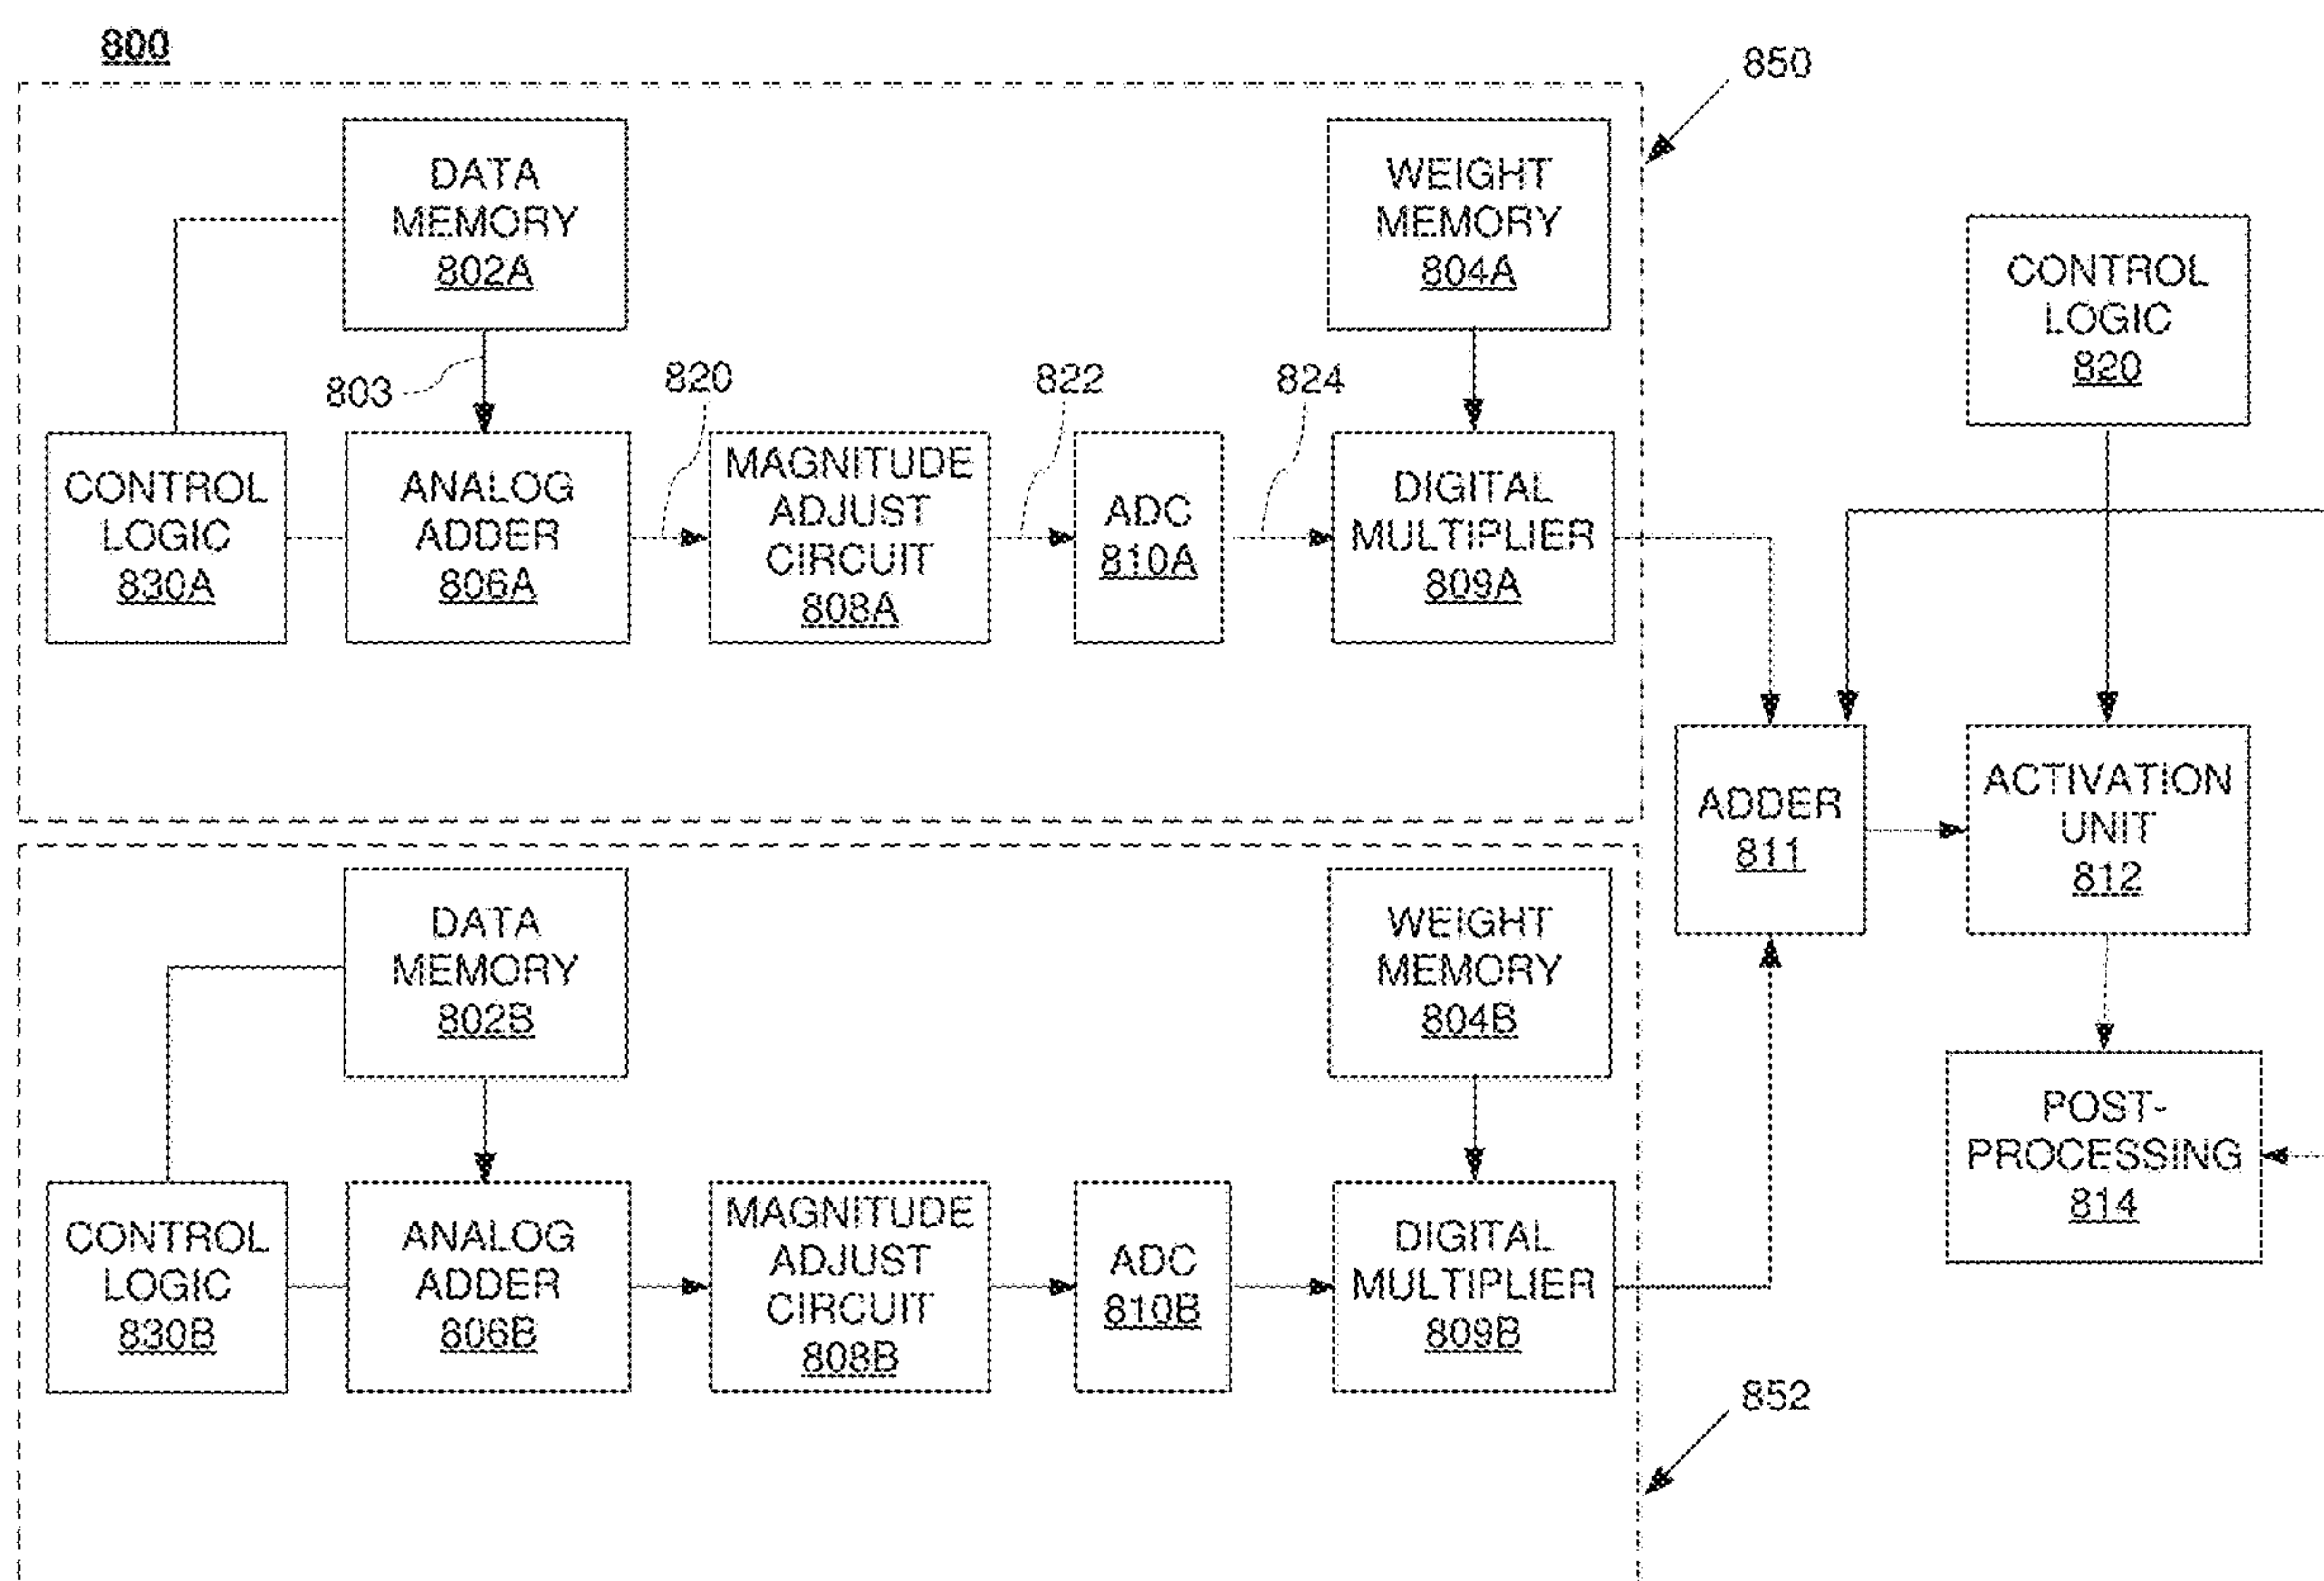 800
850
DATA
MEMORY
802A
WEIGHT
MEMORY
804A
CONTROL
LOGIC
820
803
820
822
824
CONTROL
LOGIC
830A
ANALOG
ADDER
806A
MAGNITUDE
ADJUST
CIRCUIT
808A
ADC
810A
DIGITAL
MULTIPLIER
809A
ADDER
811
ACTIVATION
UNIT
812
DATA
MEMORY
802B
WEIGHT
MEMORY
804B
POST-
PROCESSING
814
CONTROL
LOGIC
830B
ANALOG
ADDER
806B
MAGNITUDE
ADJUST
CIRCUIT
808B
ADC
810B
DIGITAL
MULTIPLIER
809B
852